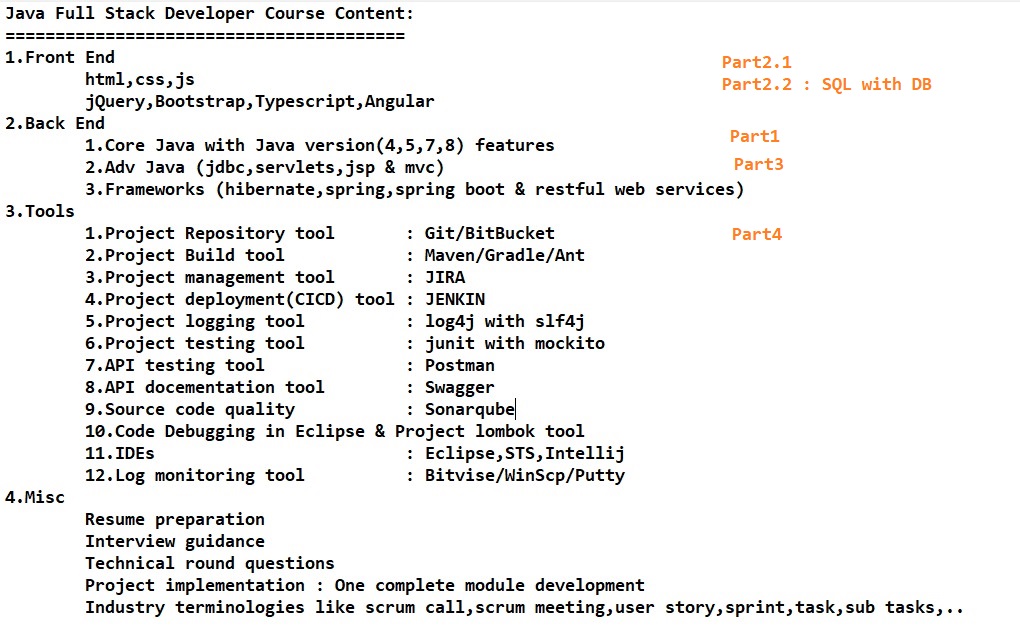 Java Full Stack Developer Course Content:
========================================
1.Front End
html,css,js
Part2.1
jQuery,Bootstrap,Typescript,Angular
Part2.2 : SQL with DB
2.Back End
1.Core Java with Java version(4,5,7,8) features
Part1
2.Adv Java (jdbc,servlets,jsp & mvc)
Part3
3.Frameworks (hibernate,spring,spring boot & restful web services)
3.Tools
1.Project Repository tool : Git/BitBucket
Part4
2.Project Build tool : Maven/Gradle/Ant
3.Project management tool : JIRA
4.Project deployment(CICD) tool : JENKIN
5.Project logging tool : log4j with slf4j
6.Project testing tool : junit with mockito
7.API testing tool : Postman
8.API docementation tool : Swagger
9.Source code quality : Sonarqube
10.Code Debugging in Eclipse & Project lombok tool
11.IDEs : Eclipse,STS,Intellij
12.Log monitoring tool : Bitvise/WinScp/Putty
4.Misc
Resume preparation
Interview guidance
Technical round questions
Project implementation : One complete module development
Industry terminologies like scrum call,scrum meeting,user story,sprint,task,sub tasks,..